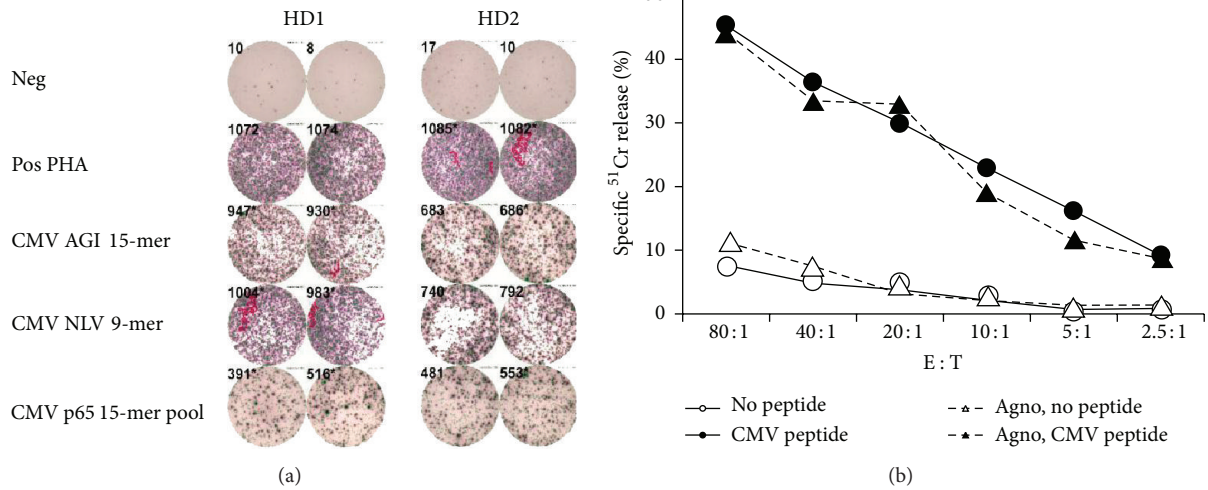 HD1 HD2
Neg 10 8 17 10
Pos PHA 1072 1074 1085* 1082*
CMV AGI 15-mer 947* 930* 683 686*
CMV NLV 9-mer 1004* 983* 740 792
CMV p65 15-mer pool 391* 516* 481 553*
(a)
Specific ⁵¹Cr release (%)
40
30
20
10
0
80:1 40:1 20:1 10:1 5:1 2.5:1
E : T
No peptide
CMV peptide
Agno, no peptide
Agno, CMV peptide
(b)